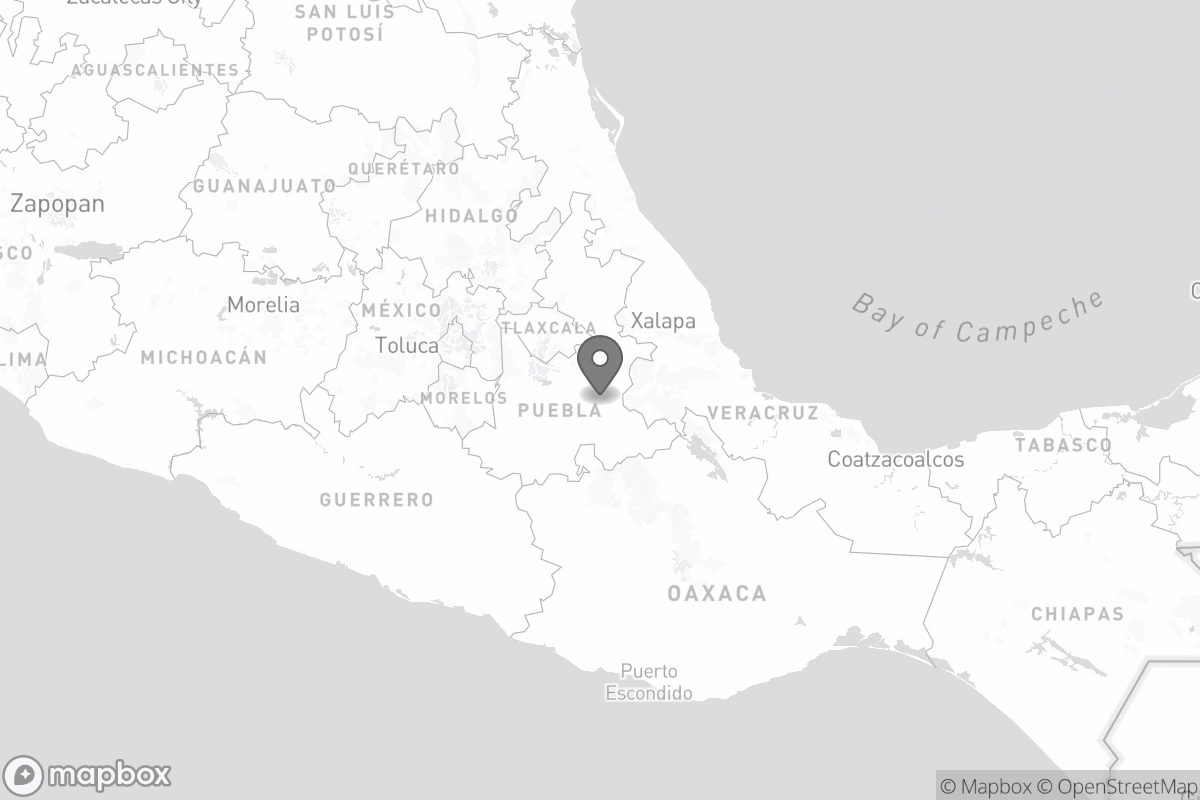 Zacatecas City
SAN LUIS
POTOSÍ
AGUASCALIENTES
QUERÉTARO
GUANAJUATO
Zapopan
HIDALGO
SCO
Bay of Campeche
Morelia
MÉXICO
TLAXCALA
Xalapa
Toluca
LIMA
MICHOACÁN
MORELOS
PUEBLA
VERACRUZ
TABASCO
Coatzacoalcos
GUERRERO
OAXACA
CHIAPAS
Puerto
Escondido
mapbox
© Mapbox © OpenStreetMap